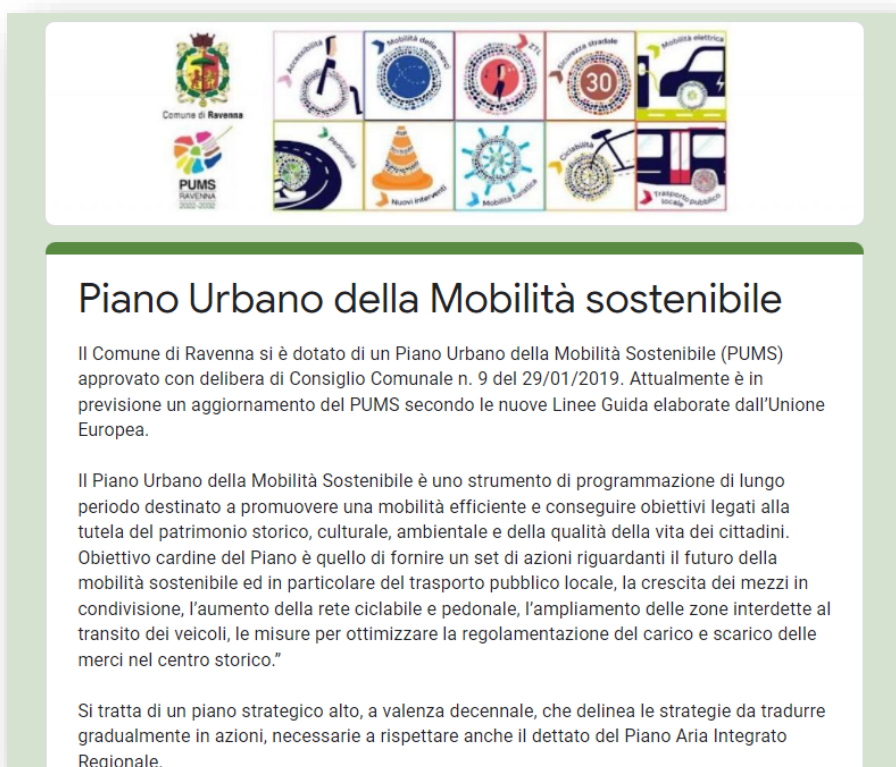 Comune di Ravenna
PUMS
RAVENNA
2022-2032
Accessibilità
Mobilità delle merci
ZTL
Sicurezza stradale
30
Mobilità elettrica
Pedonalità
Nuovi interventi
Mobilità turistica
Ciclabilità
Trasporto pubblico
locale
Piano Urbano della Mobilità sostenibile
Il Comune di Ravenna si è dotato di un Piano Urbano della Mobilità Sostenibile (PUMS)
approvato con delibera di Consiglio Comunale n. 9 del 29/01/2019. Attualmente è in
previsione un aggiornamento del PUMS secondo le nuove Linee Guida elaborate dall’Unione
Europea.
Il Piano Urbano della Mobilità Sostenibile è uno strumento di programmazione di lungo
periodo destinato a promuovere una mobilità efficiente e conseguire obiettivi legati alla
tutela del patrimonio storico, culturale, ambientale e della qualità della vita dei cittadini.
Obiettivo cardine del Piano è quello di fornire un set di azioni riguardanti il futuro della
mobilità sostenibile ed in particolare del trasporto pubblico locale, la crescita dei mezzi in
condivisione, l’aumento della rete ciclabile e pedonale, l’ampliamento delle zone interdette al
transito dei veicoli, le misure per ottimizzare la regolamentazione del carico e scarico delle
merci nel centro storico.”
Si tratta di un piano strategico alto, a valenza decennale, che delinea le strategie da tradurre
gradualmente in azioni, necessarie a rispettare anche il dettato del Piano Aria Integrato
Regionale.